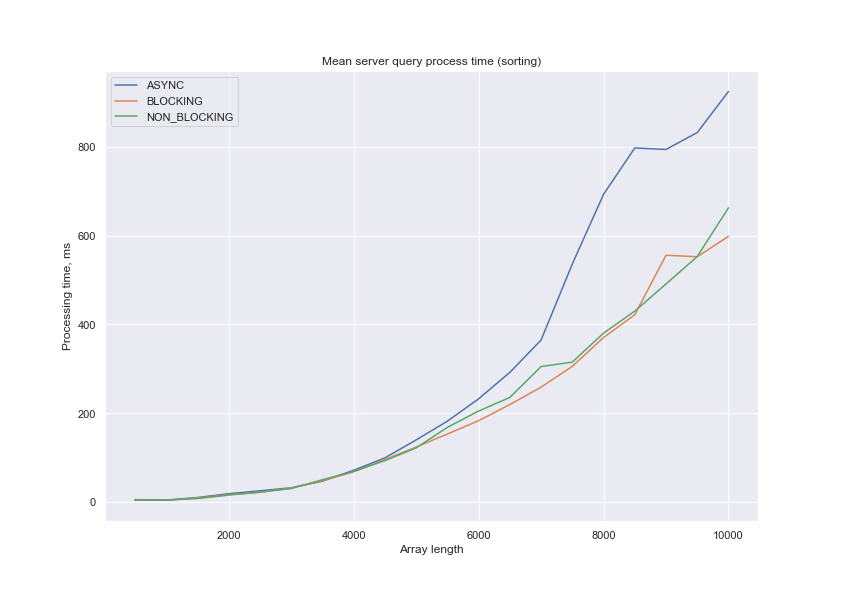 Mean server query process time (sorting)
ASYNC
BLOCKING
NON_BLOCKING
800
600
400
200
0
Processing time, ms
2000 4000 6000 8000 10000
Array length